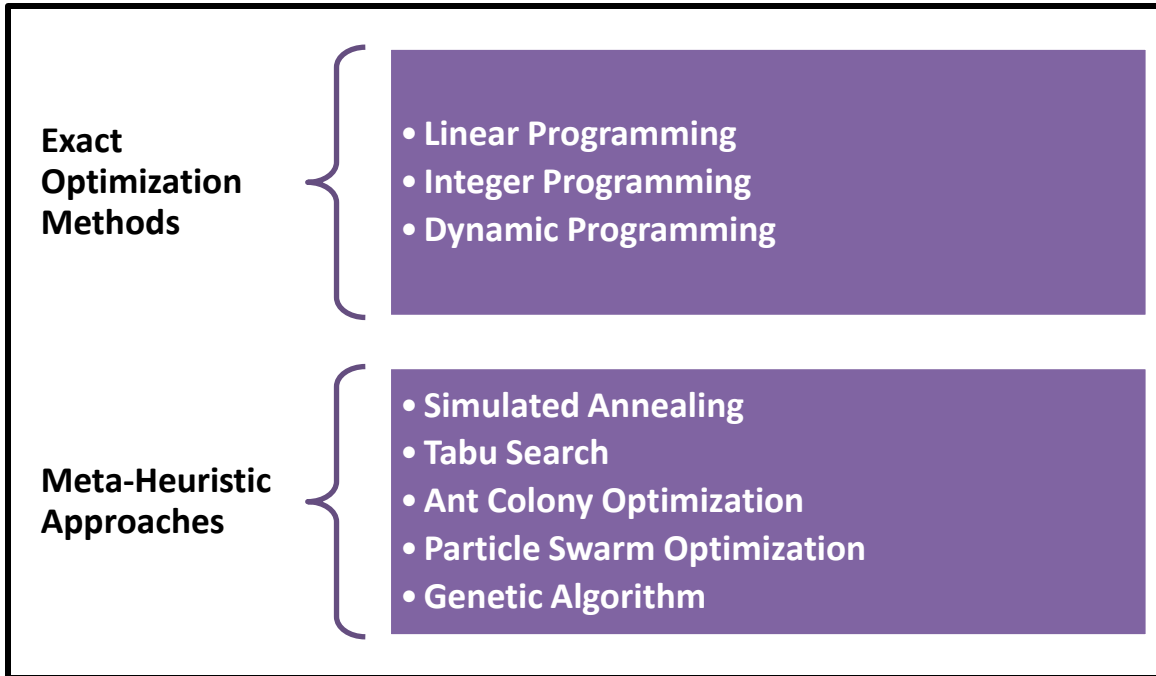 Exact
Optimization
Methods
• Linear Programming
• Integer Programming
• Dynamic Programming
Meta-Heuristic
Approaches
• Simulated Annealing
• Tabu Search
• Ant Colony Optimization
• Particle Swarm Optimization
• Genetic Algorithm